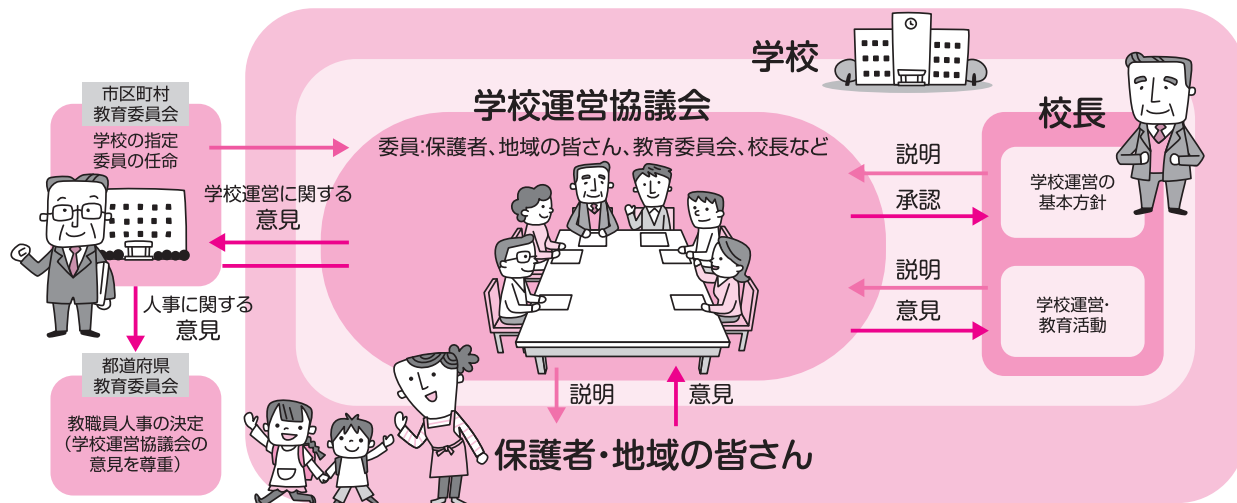 学校
市区町村
教育委員会
学校の指定
委員の任命
学校運営協議会
委員:保護者、地域の皆さん、教育委員会、校長など
校長
説明
承認
学校運営の
基本方針
学校運営に関する
意見
説明
意見
学校運営・
教育活動
人事に関する
意見
都道府県
教育委員会
教職員人事の決定
(学校運営協議会の
意見を尊重)
説明
意見
保護者・地域の皆さん